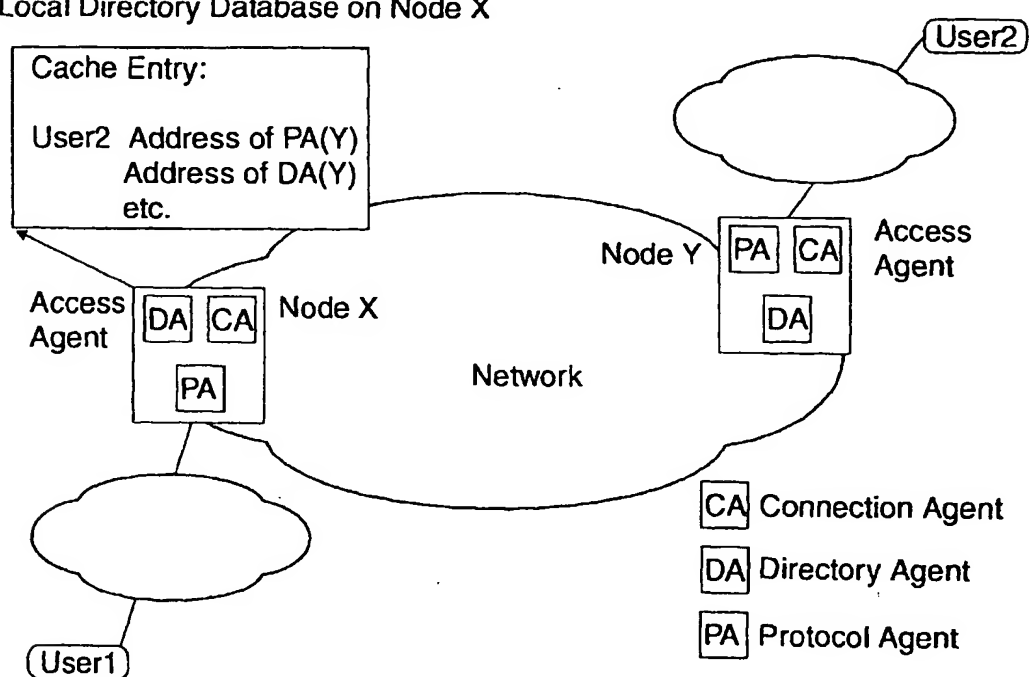 Local Directory Database on Node X
Cache Entry:
User2 Address of PA(Y)
Address of DA(Y)
etc.
User2
Node Y
PA CA
DA
Access
Agent
Access
Agent
DA CA
PA
Node X
Network
CA Connection Agent
DA Directory Agent
PA Protocol Agent
User1